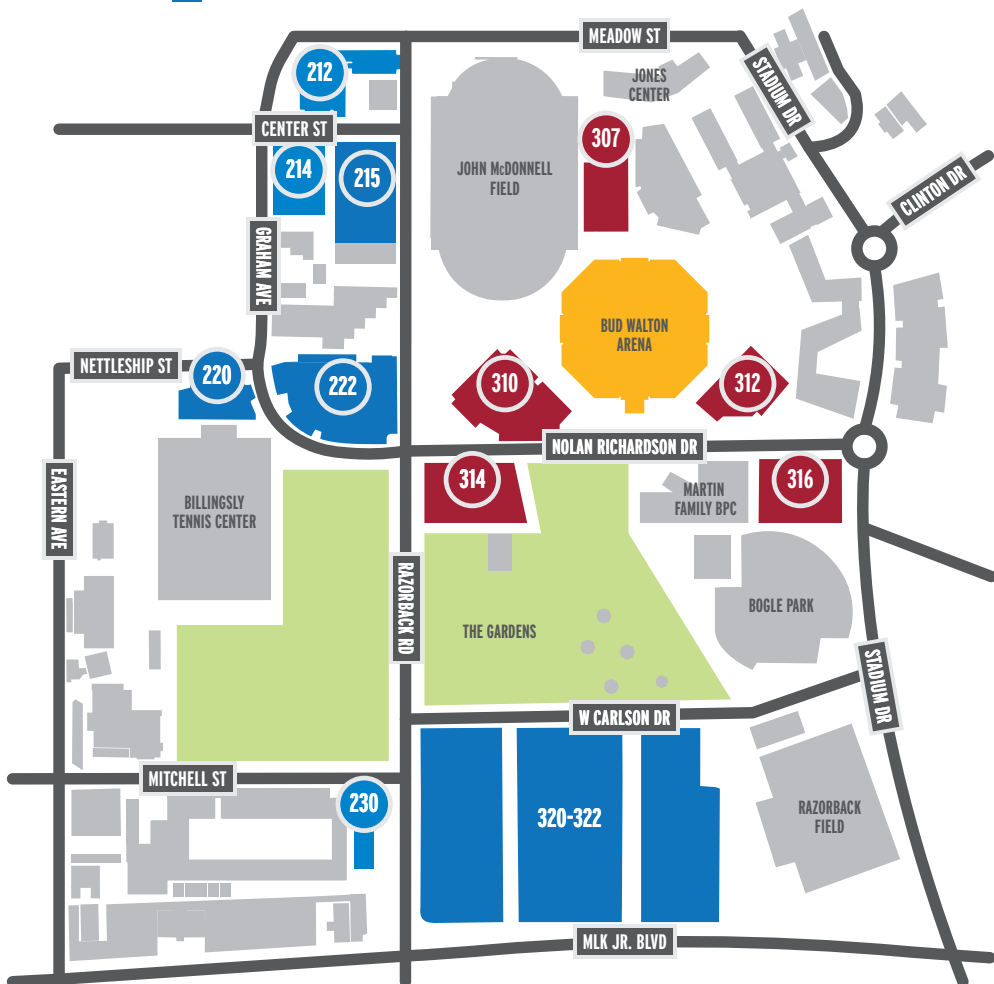 MEADOW ST
STADIUM DR
JONES
CENTER
212
CENTER ST
307
214
215
JOHN McDONNELL
FIELD
CLINTON DR
GRAHAM AVE
BUD WALTON
ARENA
NETTLESHIP ST
220
222
310
312
NOLAN RICHARDSON DR
314
316
MARTIN
FAMILY BPC
EASTERN AVE
BILLINGSLY
TENNIS CENTER
RAZORBACK RD
THE GARDENS
BOGLE PARK
STADIUM DR
W CARLSON DR
MITCHELL ST
230
320-322
RAZORBACK
FIELD
MLK JR. BLVD